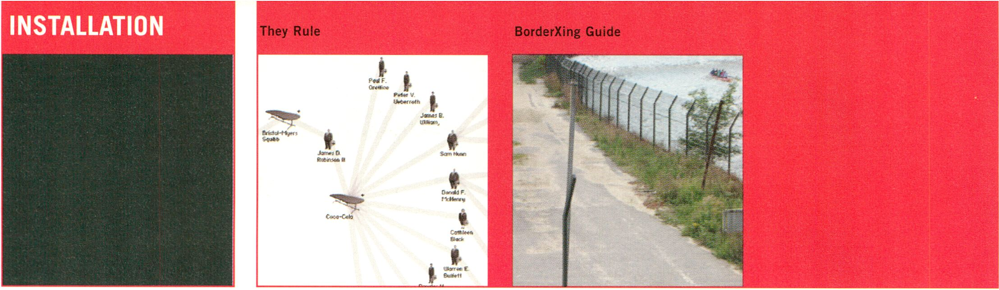 INSTALLATION
They Rule
BorderXing Guide
Paul F.
Oreffice
Peter V.
Ueberroth
James B.
William,
Bristol-Myers
Squibb
James D.
Robinson III
Sam Nunn
Donald F.
McHenry
Coca-Cola
Cathleen
Black
Warren E.
Buffett